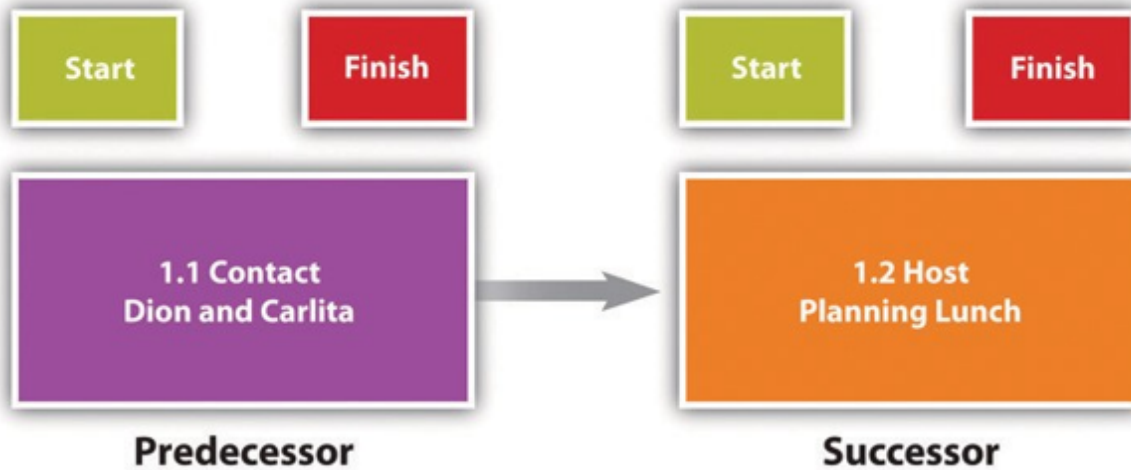 Start
Finish
Start
Finish
1.1 Contact
Dion and Carlita
1.2 Host
Planning Lunch
Predecessor
Successor